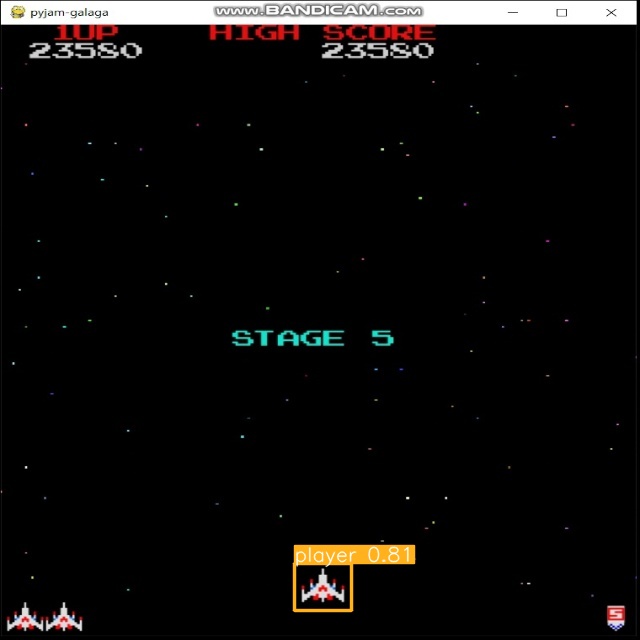 pyjam-galaga
www.BANDICAM.com
1UP HIGH SCORE
23580 23580
STAGE 5
player 0.81
5